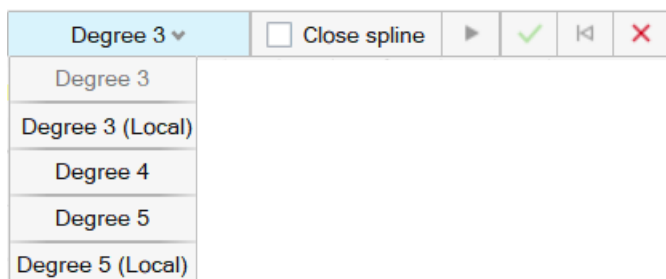 Degree 3 Close spline
Degree 3
Degree 3 (Local)
Degree 4
Degree 5
Degree 5 (Local)